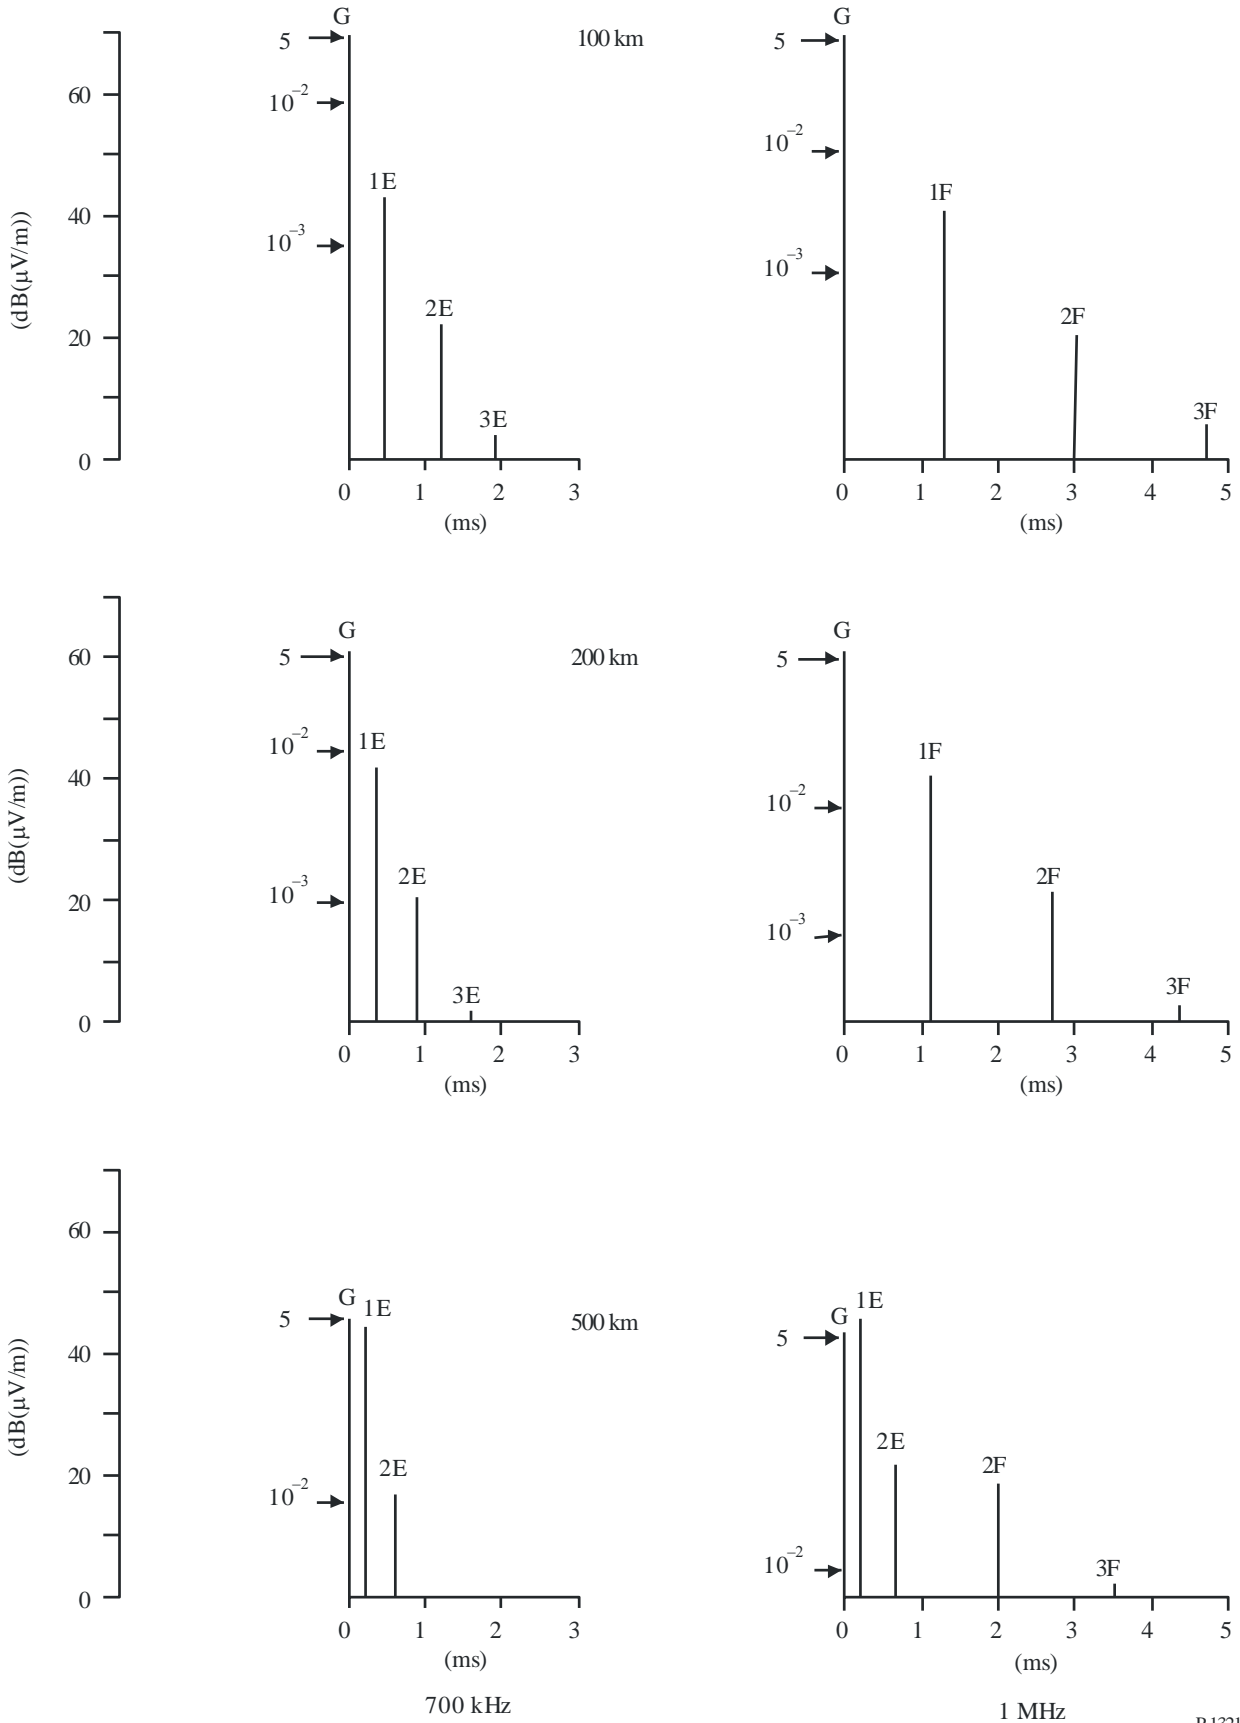 G
5
100 km
G
5
60
10⁻²
10⁻²
1E
1F
40
10⁻³
10⁻³
(dB(µV/m))
2E
2F
20
3E
3F
0
0 1 2 3
(ms)
0 1 2 3 4 5
(ms)
G
5
200 km
G
5
60
10⁻²
1E
1F
40
10⁻²
(dB(µV/m))
2E
2F
20
10⁻³
10⁻³
3E
3F
0
0 1 2 3
(ms)
0 1 2 3 4 5
(ms)
60
G
1E
5
500 km
G
1E
5
40
(dB(µV/m))
2E
2E
2F
20
10⁻²
10⁻²
3F
0
0 1 2 3
(ms)
0 1 2 3 4 5
(ms)
700 kHz
1 MHz